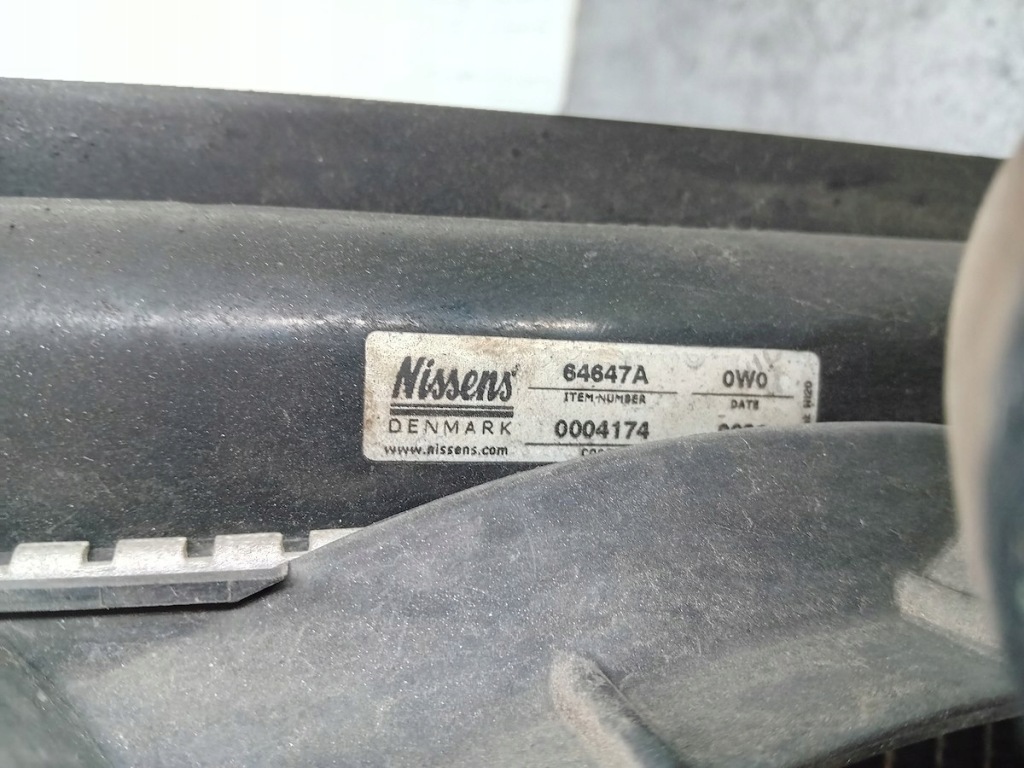 Nissens
DENMARK
www.nissens.com
64647A 0W0
ITEM-NUMBER DATE
0004174